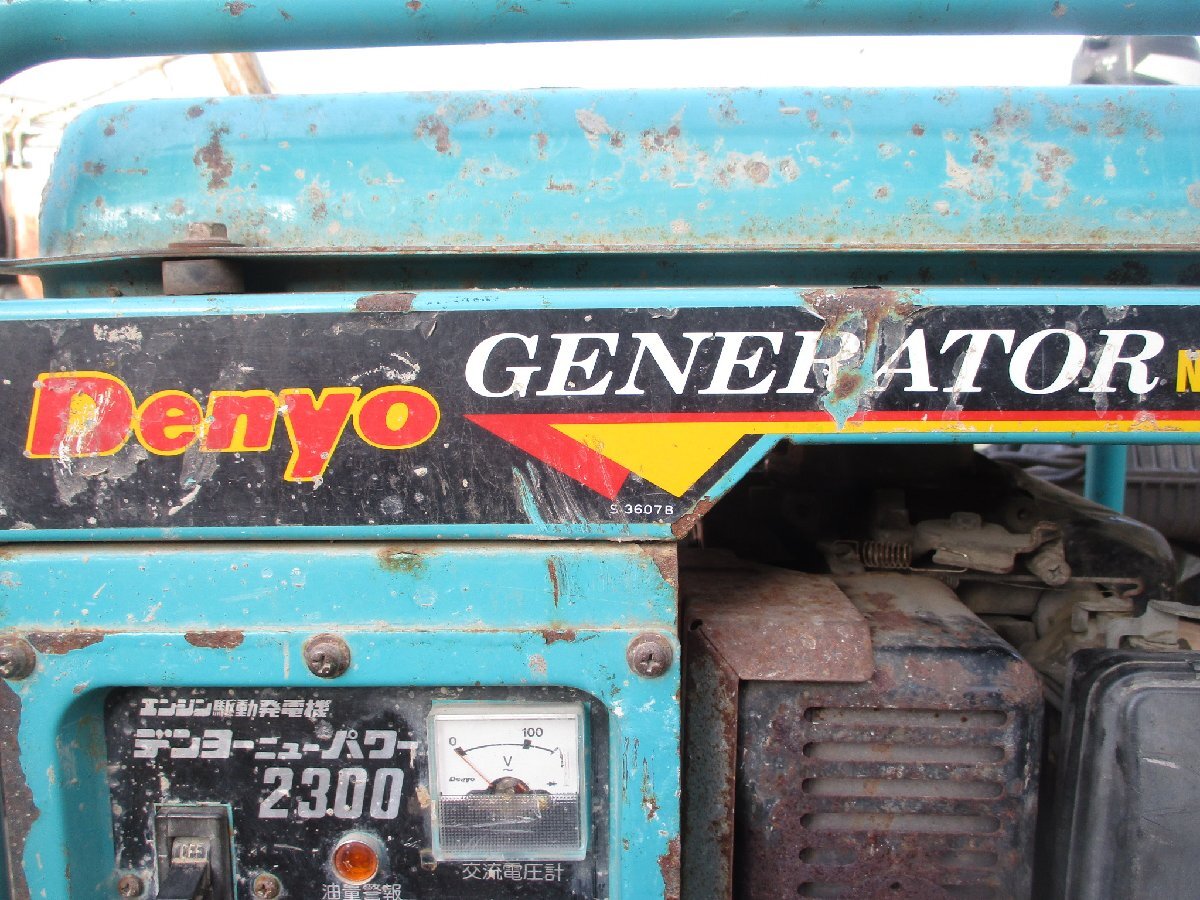 Denyo
GENERATOR N
S-3607B
エンジン駆動発電機
デンヨーニューパワー
2300
0 100
V
~
Denyo
油量警報
交流電圧計